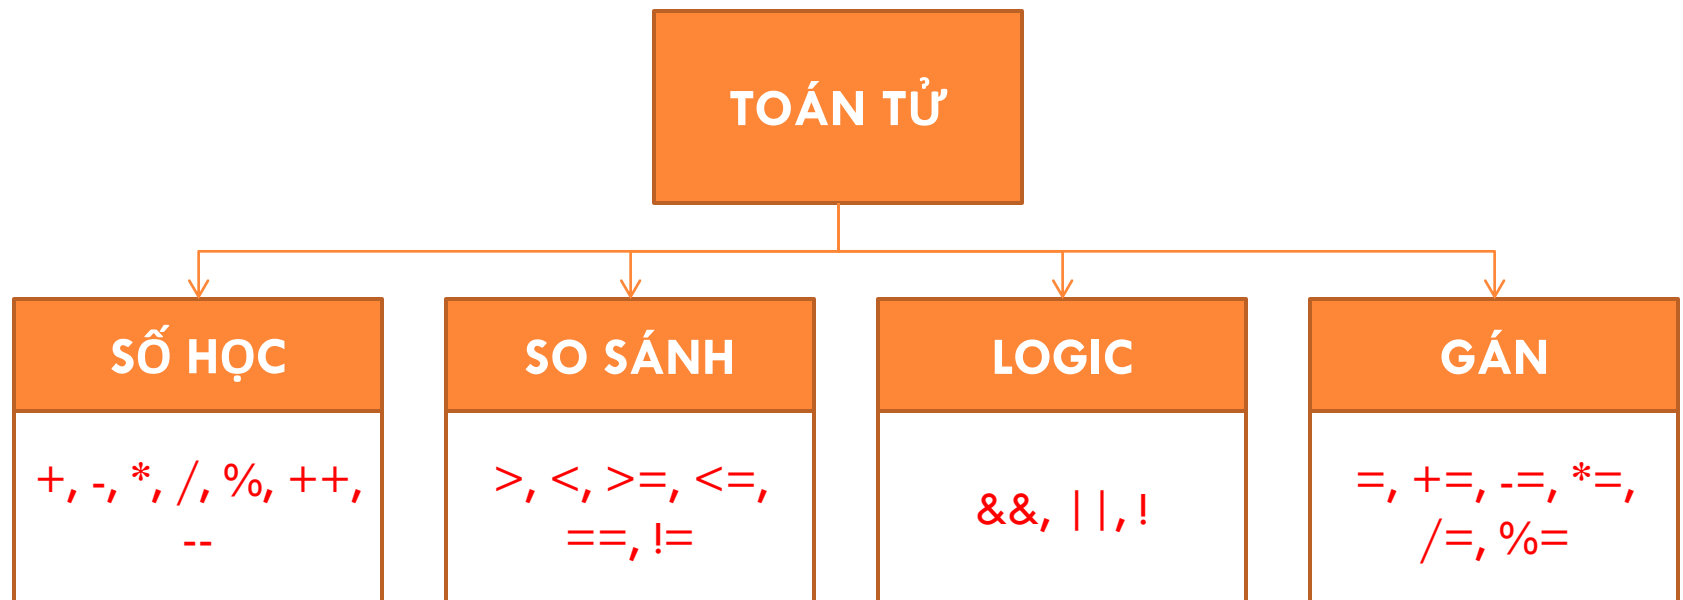 TOÁN TỬ
SỐ HỌC
+, -, *, /, %, ++,
--
SO SÁNH
>, <, >=, <=,
==, !=
LOGIC
&&, ||, !
GÁN
=, +=, -=, *=,
/=, %=